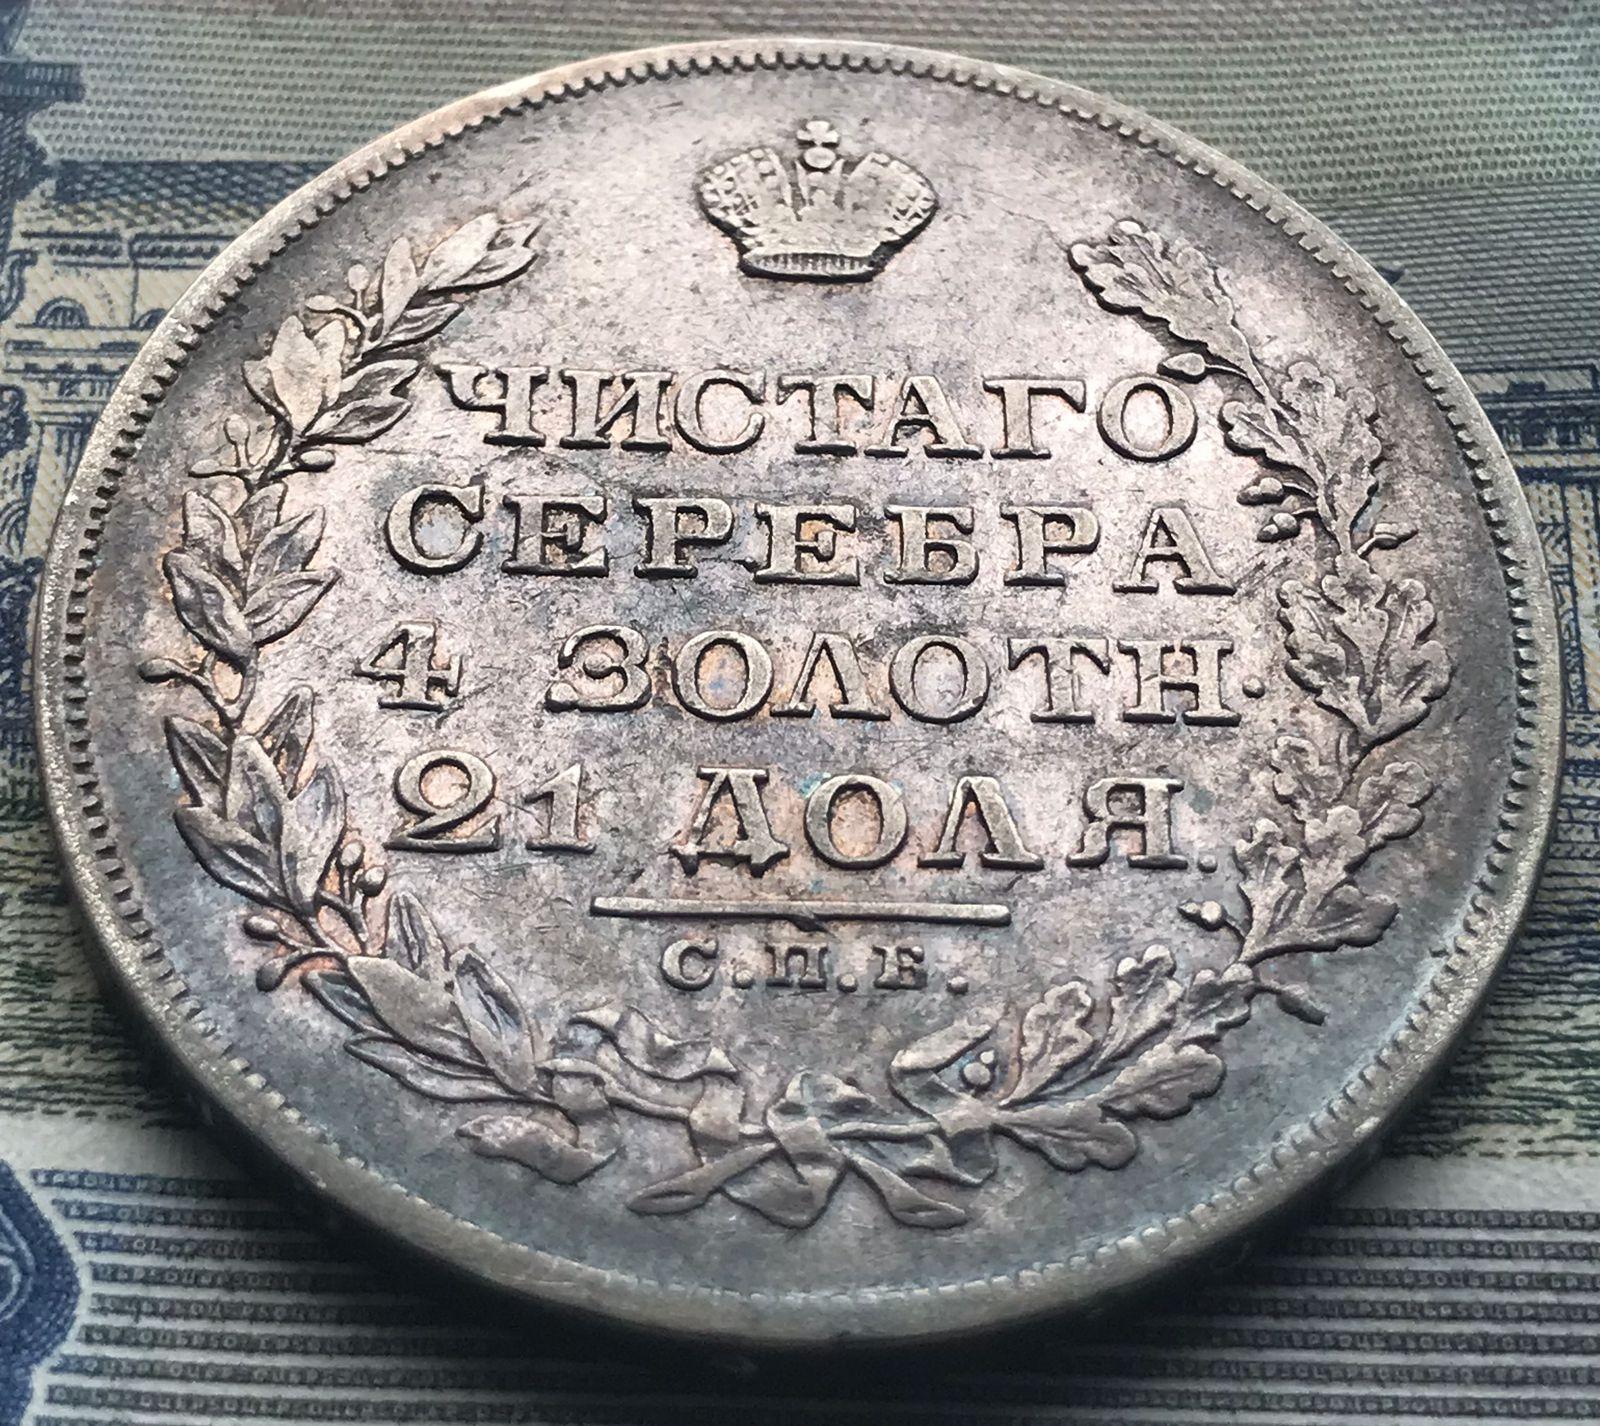 ЧИСТАГО
СЕРЕБРА
4 ЗОЛОТН.
21 ДОЛЯ.
С.П.Б.